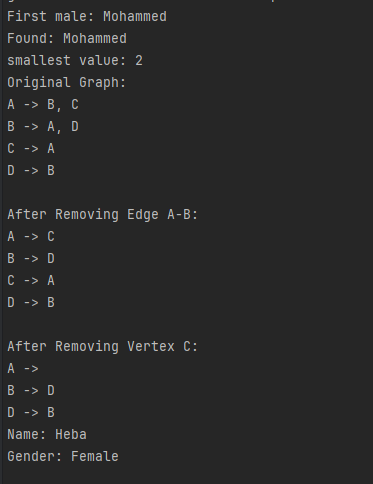 First male: Mohammed
Found: Mohammed
smallest value: 2
Original Graph:
A -> B, C
B -> A, D
C -> A
D -> B
After Removing Edge A-B:
A -> C
B -> D
C -> A
D -> B
After Removing Vertex C:
A ->
B -> D
D -> B
Name: Heba
Gender: Female